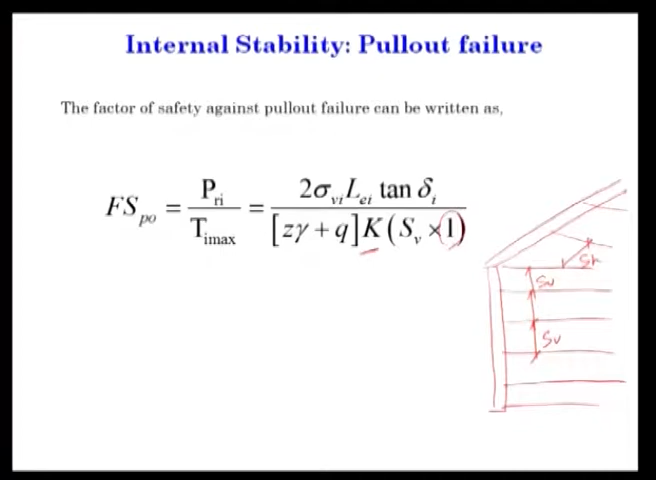 Internal Stability: Pullout failure
The factor of safety against pullout failure can be written as,
FS_po = P_ri / T_imax = 2σ_vi L_ei tan δ_i / [zγ + q] K (S_v × 1)
Sh
Sv
Sv